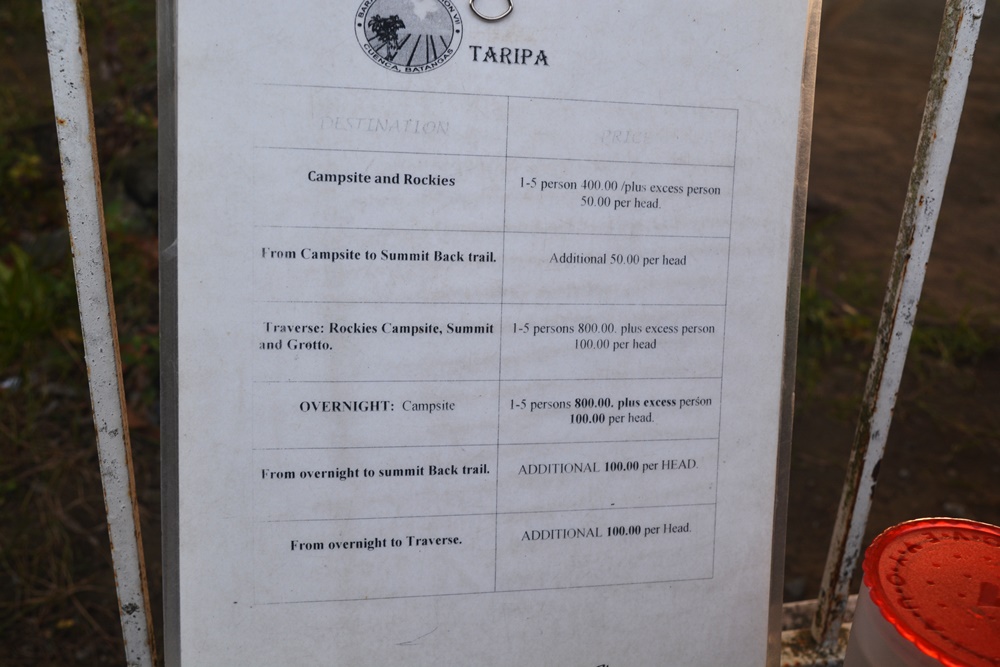 CUENCA, BATANGAS
TARIPA
DESTINATION
PRICE
Campsite and Rockies
1-5 person 400.00 /plus excess person
50.00 per head.
From Campsite to Summit Back trail.
Additional 50.00 per head
Traverse: Rockies Campsite, Summit
and Grotto.
1-5 persons 800.00. plus excess person
100.00 per head
OVERNIGHT: Campsite
1-5 persons 800.00. plus excess person
100.00 per head.
From overnight to summit Back trail.
ADDITIONAL 100.00 per HEAD.
From overnight to Traverse.
ADDITIONAL 100.00 per Head.